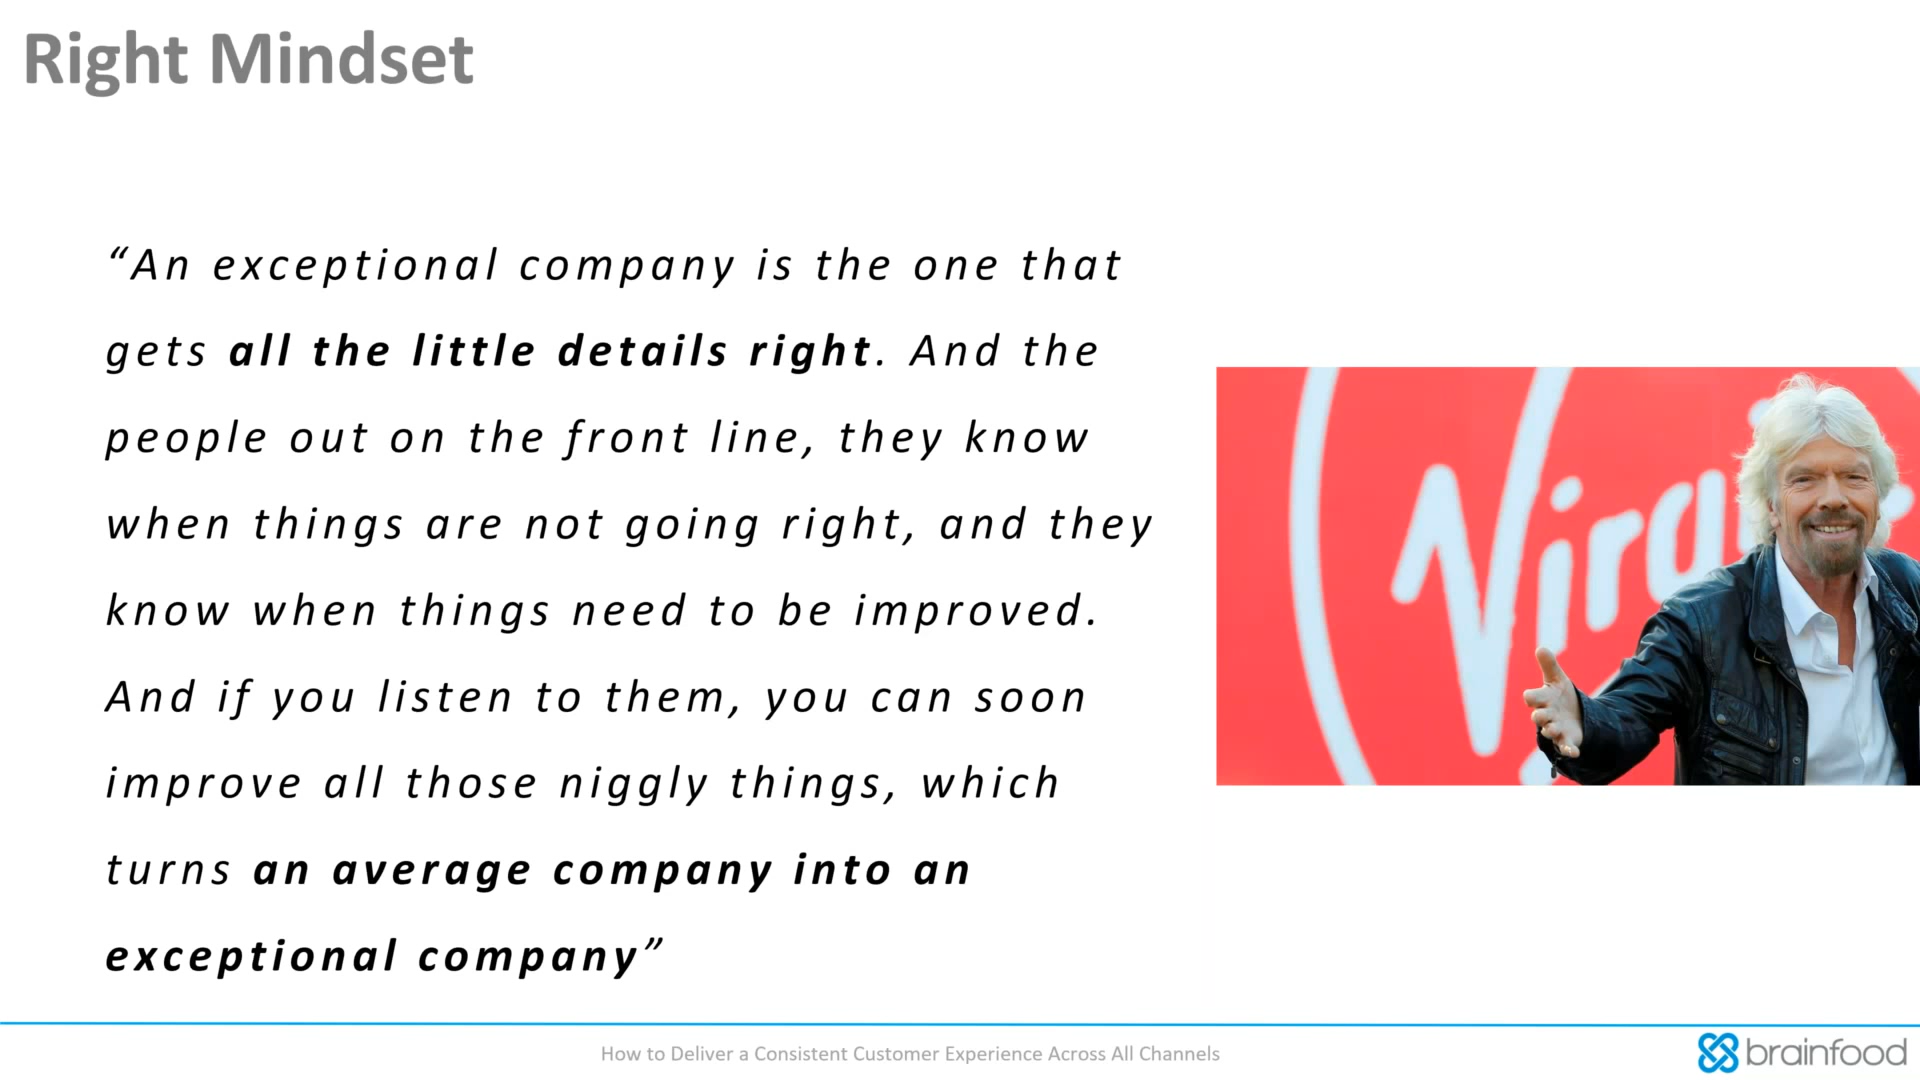 Right Mindset
“An exceptional company is the one that
gets all the little details right. And the
people out on the front line, they know
when things are not going right, and they
know when things need to be improved.
And if you listen to them, you can soon
improve all those niggly things, which
turns an average company into an
exceptional company”
Virgi
How to Deliver a Consistent Customer Experience Across All Channels
brainfood